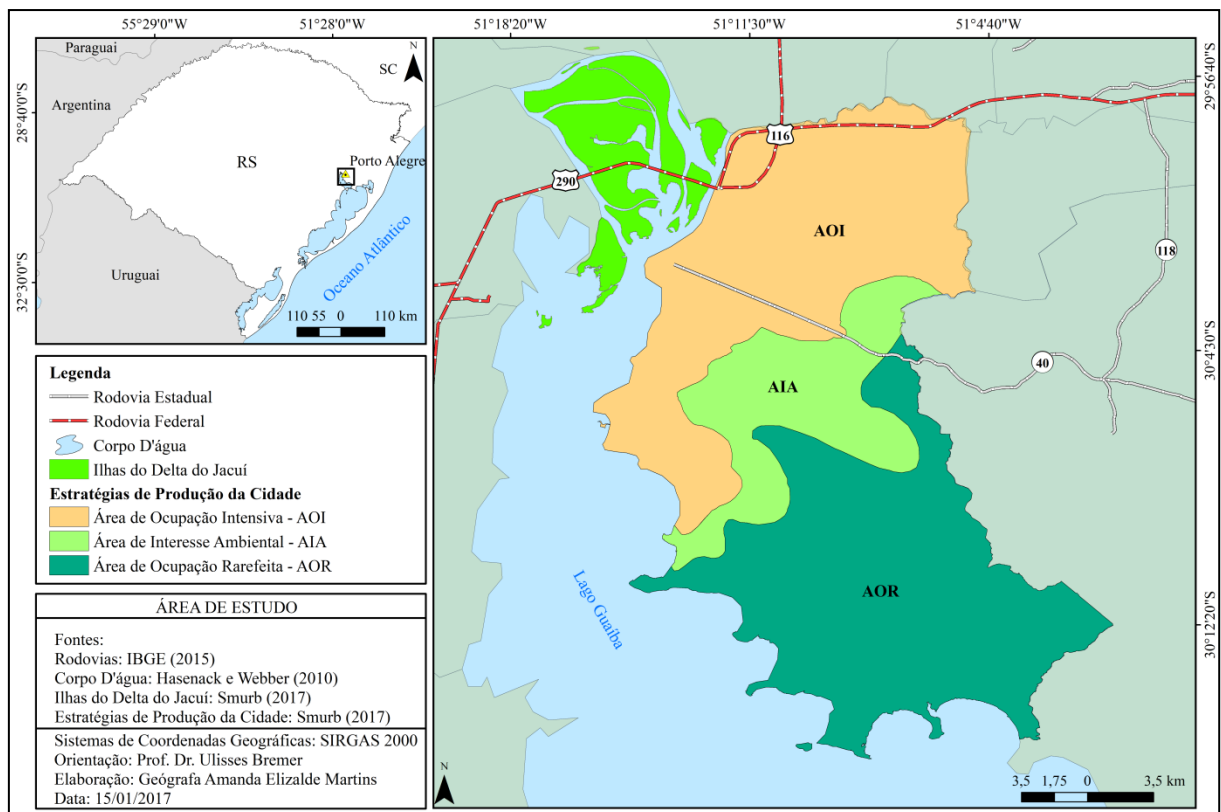 55°29'0"W
51°28'0"W
28°40'0"S
32°30'0"S
Paraguai
Argentina
Uruguai
SC
N
RS
Porto Alegre
Oceano Atlântico
110 55 0 110 km
Legenda
Rodovia Estadual
Rodovia Federal
Corpo D'água
Ilhas do Delta do Jacuí
Estratégias de Produção da Cidade
Área de Ocupação Intensiva - AOI
Área de Interesse Ambiental - AIA
Área de Ocupação Rarefeita - AOR
ÁREA DE ESTUDO
Fontes:
Rodovias: IBGE (2015)
Corpo D'água: Hasenack e Webber (2010)
Ilhas do Delta do Jacuí: Smurb (2017)
Estratégias de Produção da Cidade: Smurb (2017)
Sistemas de Coordenadas Geográficas: SIRGAS 2000
Orientação: Prof. Dr. Ulisses Bremer
Elaboração: Geógrafa Amanda Elizalde Martins
Data: 15/01/2017
51°18'20"W
51°11'30"W
51°4'40"W
29°56'40"S
30°4'30"S
30°12'20"S
116
290
118
40
AOI
AIA
AOR
Lago Guaíba
N
3,5 1,75 0 3,5 km